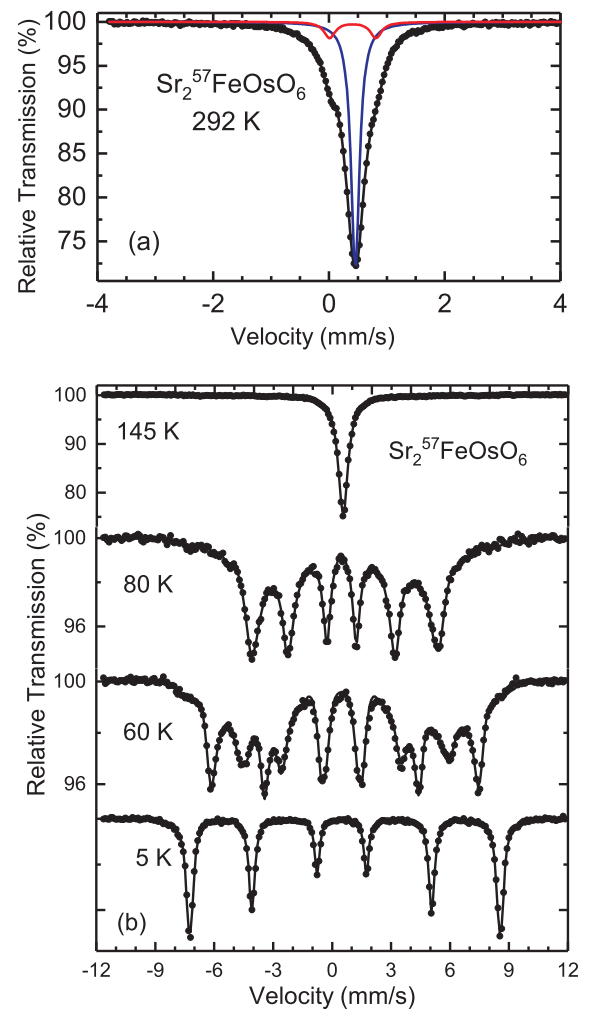 100
95
90
85
80
75
Relative Transmission (%)
Sr₂⁵⁷FeOsO₆
292 K
(a)
-4 -2 0 2 4
Velocity (mm/s)
100
90
80
100
96
100
96
Relative Transmission (%)
145 K
Sr₂⁵⁷FeOsO₆
80 K
60 K
5 K
(b)
-12 -9 -6 -3 0 3 6 9 12
Velocity (mm/s)